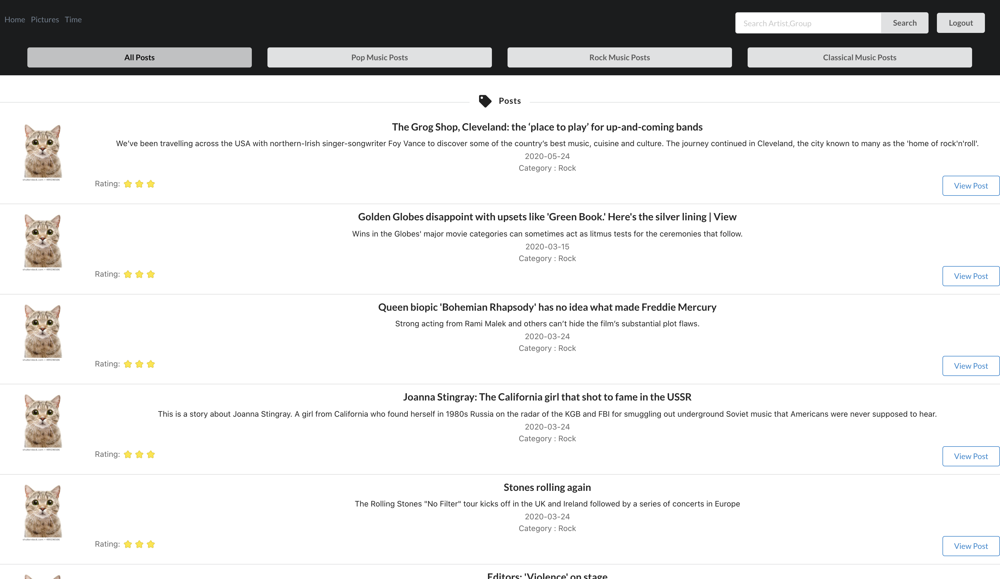 Home Pictures Time
Search Artist,Group Search Logout
All Posts Pop Music Posts Rock Music Posts Classical Music Posts
Posts
The Grog Shop, Cleveland: the ‘place to play’ for up-and-coming bands
We’ve been travelling across the USA with northern-Irish singer-songwriter Foy Vance to discover some of the country’s best music, cuisine and culture. The journey continued in Cleveland, the city known to many as the 'home of rock'n'roll'.
2020-05-24
Category : Rock
shutterstock.com • 499196506
Rating:
View Post
Golden Globes disappoint with upsets like 'Green Book.' Here's the silver lining | View
Wins in the Globes' major movie categories can sometimes act as litmus tests for the ceremonies that follow.
2020-03-15
Category : Rock
shutterstock.com • 499196506
Rating:
View Post
Queen biopic 'Bohemian Rhapsody' has no idea what made Freddie Mercury
Strong acting from Rami Malek and others can’t hide the film’s substantial plot flaws.
2020-03-24
Category : Rock
shutterstock.com • 499196506
Rating:
View Post
Joanna Stingray: The California girl that shot to fame in the USSR
This is a story about Joanna Stingray. A girl from California who found herself in 1980s Russia on the radar of the KGB and FBI for smuggling out underground Soviet music that Americans were never supposed to hear.
2020-03-24
Category : Rock
shutterstock.com • 499196506
Rating:
View Post
Stones rolling again
The Rolling Stones "No Filter" tour kicks off in the UK and Ireland followed by a series of concerts in Europe
2020-03-24
Category : Rock
shutterstock.com • 499196506
Rating:
View Post
Editors: 'Violence' on stage